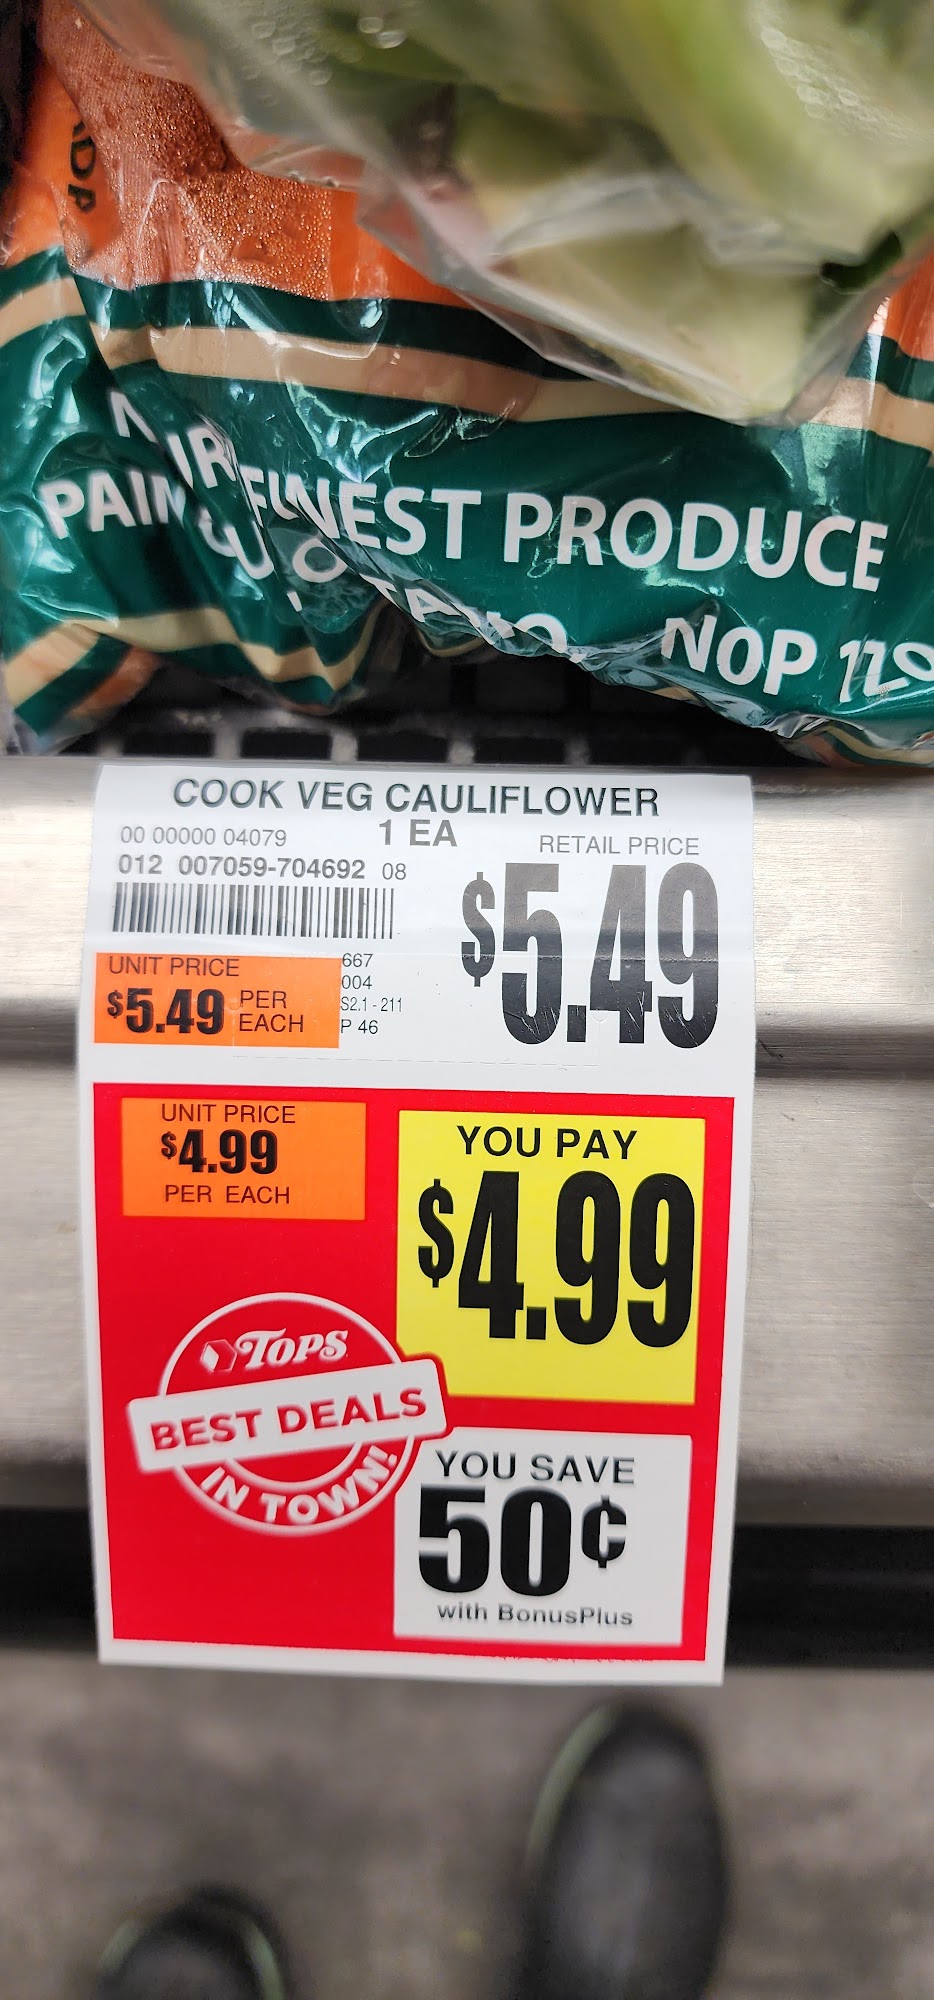 FINEST PRODUCE
NOP
COOK VEG CAULIFLOWER
1 EA
00 00000 04079
RETAIL PRICE
012 007059-704692 08
$5.49
UNIT PRICE
$5.49 PER EACH
667
004
S2.1 - 211
P 46
UNIT PRICE
$4.99
PER EACH
YOU PAY
$4.99
TOPS
BEST DEALS
IN TOWN!
YOU SAVE
50¢
with BonusPlus